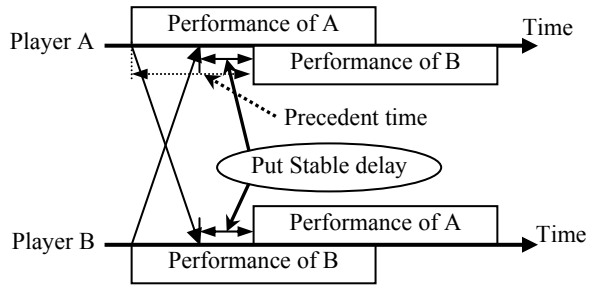 Performance of A
Time
Player A
Performance of B
Precedent time
Put Stable delay
Performance of A
Time
Player B
Performance of B